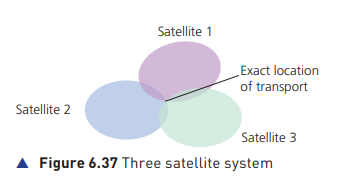 Satellite 1
Exact location
of transport
Satellite 2
Satellite 3
▲ Figure 6.37 Three satellite system